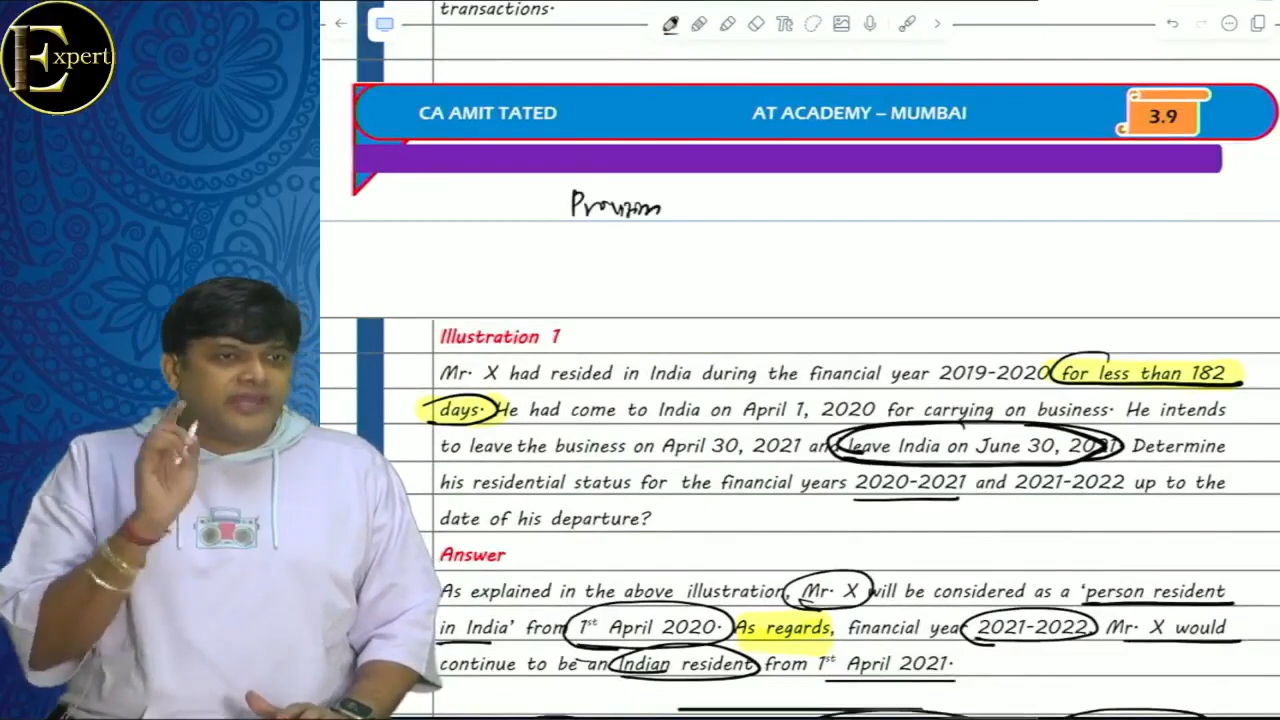 transactions.
Expert
CA AMIT TATED
AT ACADEMY – MUMBAI
3.9
Illustration 1
Mr. X had resided in India during the financial year 2019-2020 for less than 182
days. He had come to India on April 1, 2020 for carrying on business. He intends
to leave the business on April 30, 2021 and leave India on June 30, 2021. Determine
his residential status for the financial years 2020-2021 and 2021-2022 up to the
date of his departure?
Answer
As explained in the above illustration, Mr. X will be considered as a ‘person resident
in India’ from 1st April 2020. As regards, financial year 2021-2022, Mr. X would
continue to be an Indian resident from 1st April 2021.